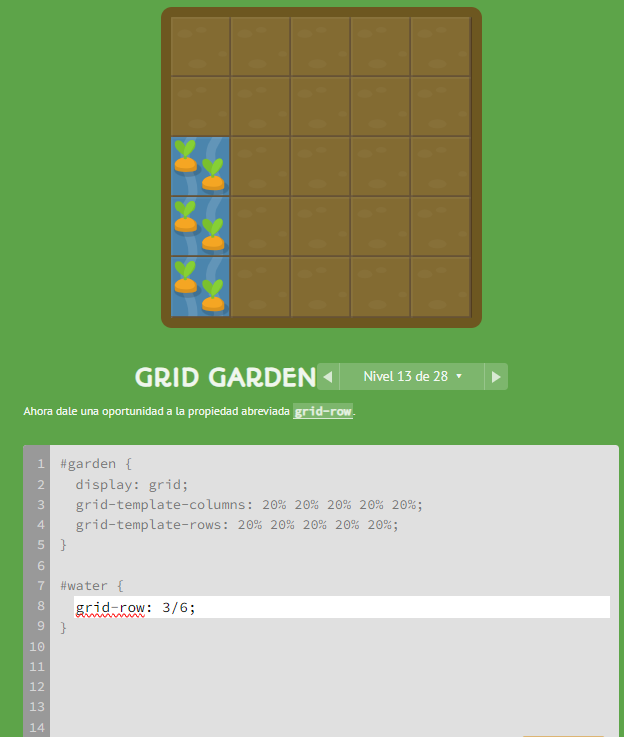 GRID GARDEN
Nivel 13 de 28
Ahora dale una oportunidad a la propiedad abreviada grid-row.
1 #garden {
2 display: grid;
3 grid-template-columns: 20% 20% 20% 20% 20%;
4 grid-template-rows: 20% 20% 20% 20% 20%;
5 }
6
7 #water {
8 grid-row: 3/6;
9 }
10
11
12
13
14